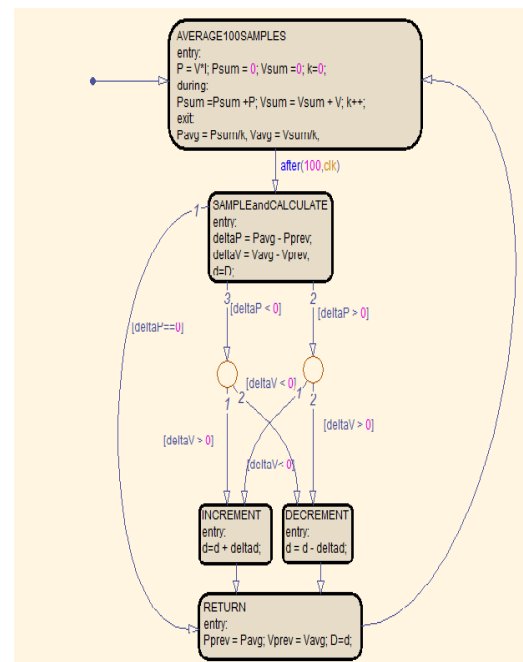 AVERAGE100SAMPLES
entry:
P = V*I; Psum = 0; Vsum =0; k=0;
during:
Psum =Psum +P; Vsum = Vsum + V; k++;
exit:
Pavg = Psum/k, Vavg = Vsum/k,
after(100,clk)
SAMPLEandCALCULATE
entry:
deltaP = Pavg - Pprev;
deltaV = Vavg - Vprev,
d=D;
1
3
2
[deltaP < 0]
[deltaP > 0]
[deltaP==0]
[deltaV < 0]
1
2
1
2
[deltaV > 0]
[deltaV > 0]
[deltaV< 0]
INCREMENT
entry:
d=d + deltad;
DECREMENT
entry:
d = d - deltad;
RETURN
entry:
Pprev = Pavg; Vprev = Vavg; D=d;